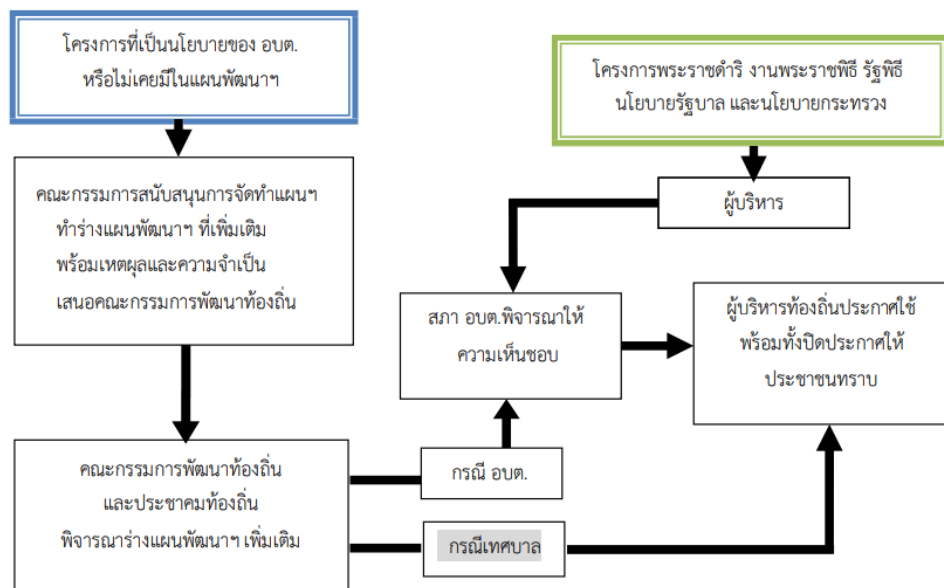 โครงการที่เป็นนโยบายของ อบต.
หรือไม่เคยมีในแผนพัฒนาฯ
โครงการพระราชดำริ งานพระราชพิธี รัฐพิธี
นโยบายรัฐบาล และนโยบายกระทรวง
คณะกรรมการสนับสนุนการจัดทำแผนฯ
ทำร่างแผนพัฒนาฯ ที่เพิ่มเติม
พร้อมเหตุผลและความจำเป็น
เสนอคณะกรรมการพัฒนาท้องถิ่น
ผู้บริหาร
สภา อบต.พิจารณาให้
ความเห็นชอบ
ผู้บริหารท้องถิ่นประกาศใช้
พร้อมทั้งปิดประกาศให้
ประชาชนทราบ
คณะกรรมการพัฒนาท้องถิ่น
และประชาคมท้องถิ่น
พิจารณาร่างแผนพัฒนาฯ เพิ่มเติม
กรณี อบต.
กรณีเทศบาล